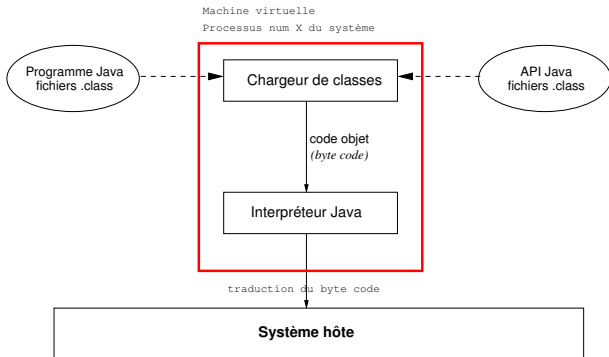 Machine virtuelle
Processus num X du système
Programme Java
fichiers .class
Chargeur de classes
API Java
fichiers .class
code objet
(byte code)
Interpréteur Java
traduction du byte code
Système hôte